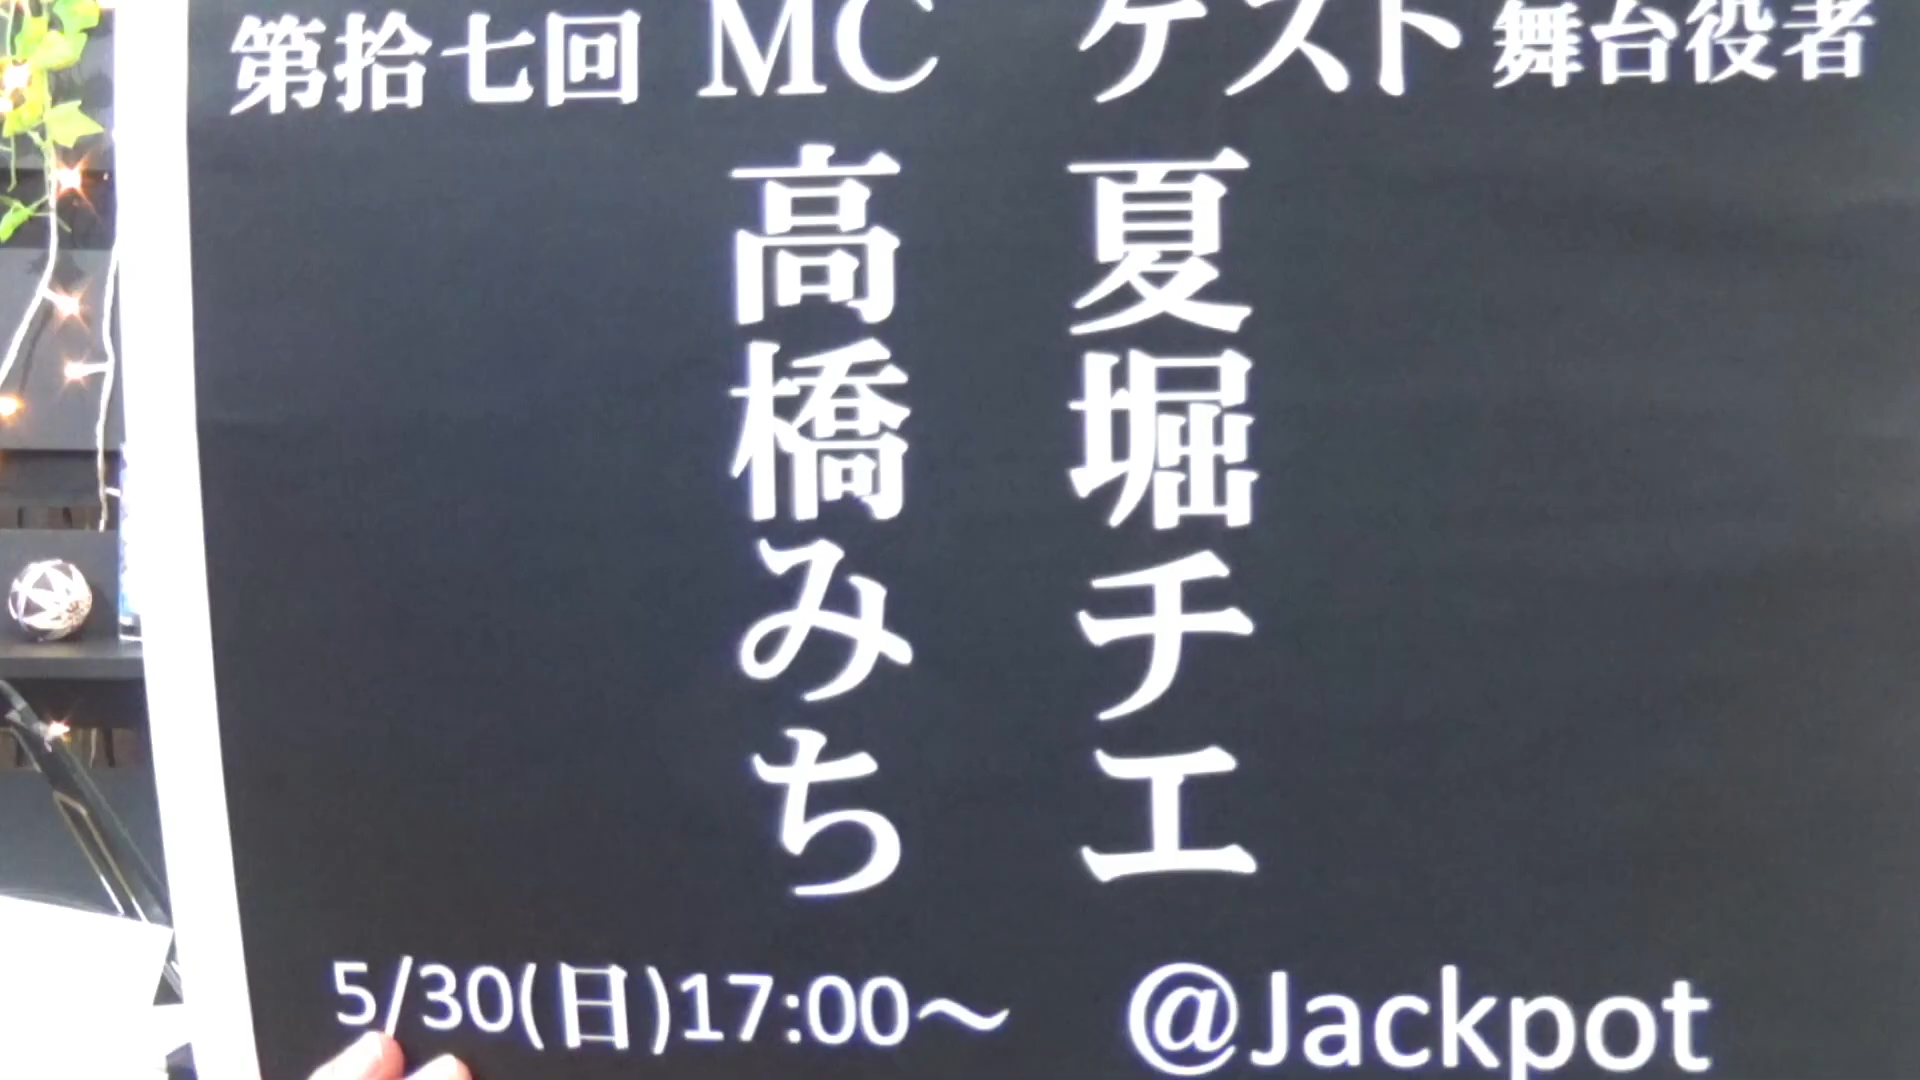 第拾七回 MC ゲスト 舞台役者
高橋みち
夏堀チエ
5/30(日)17:00～ @Jackpot